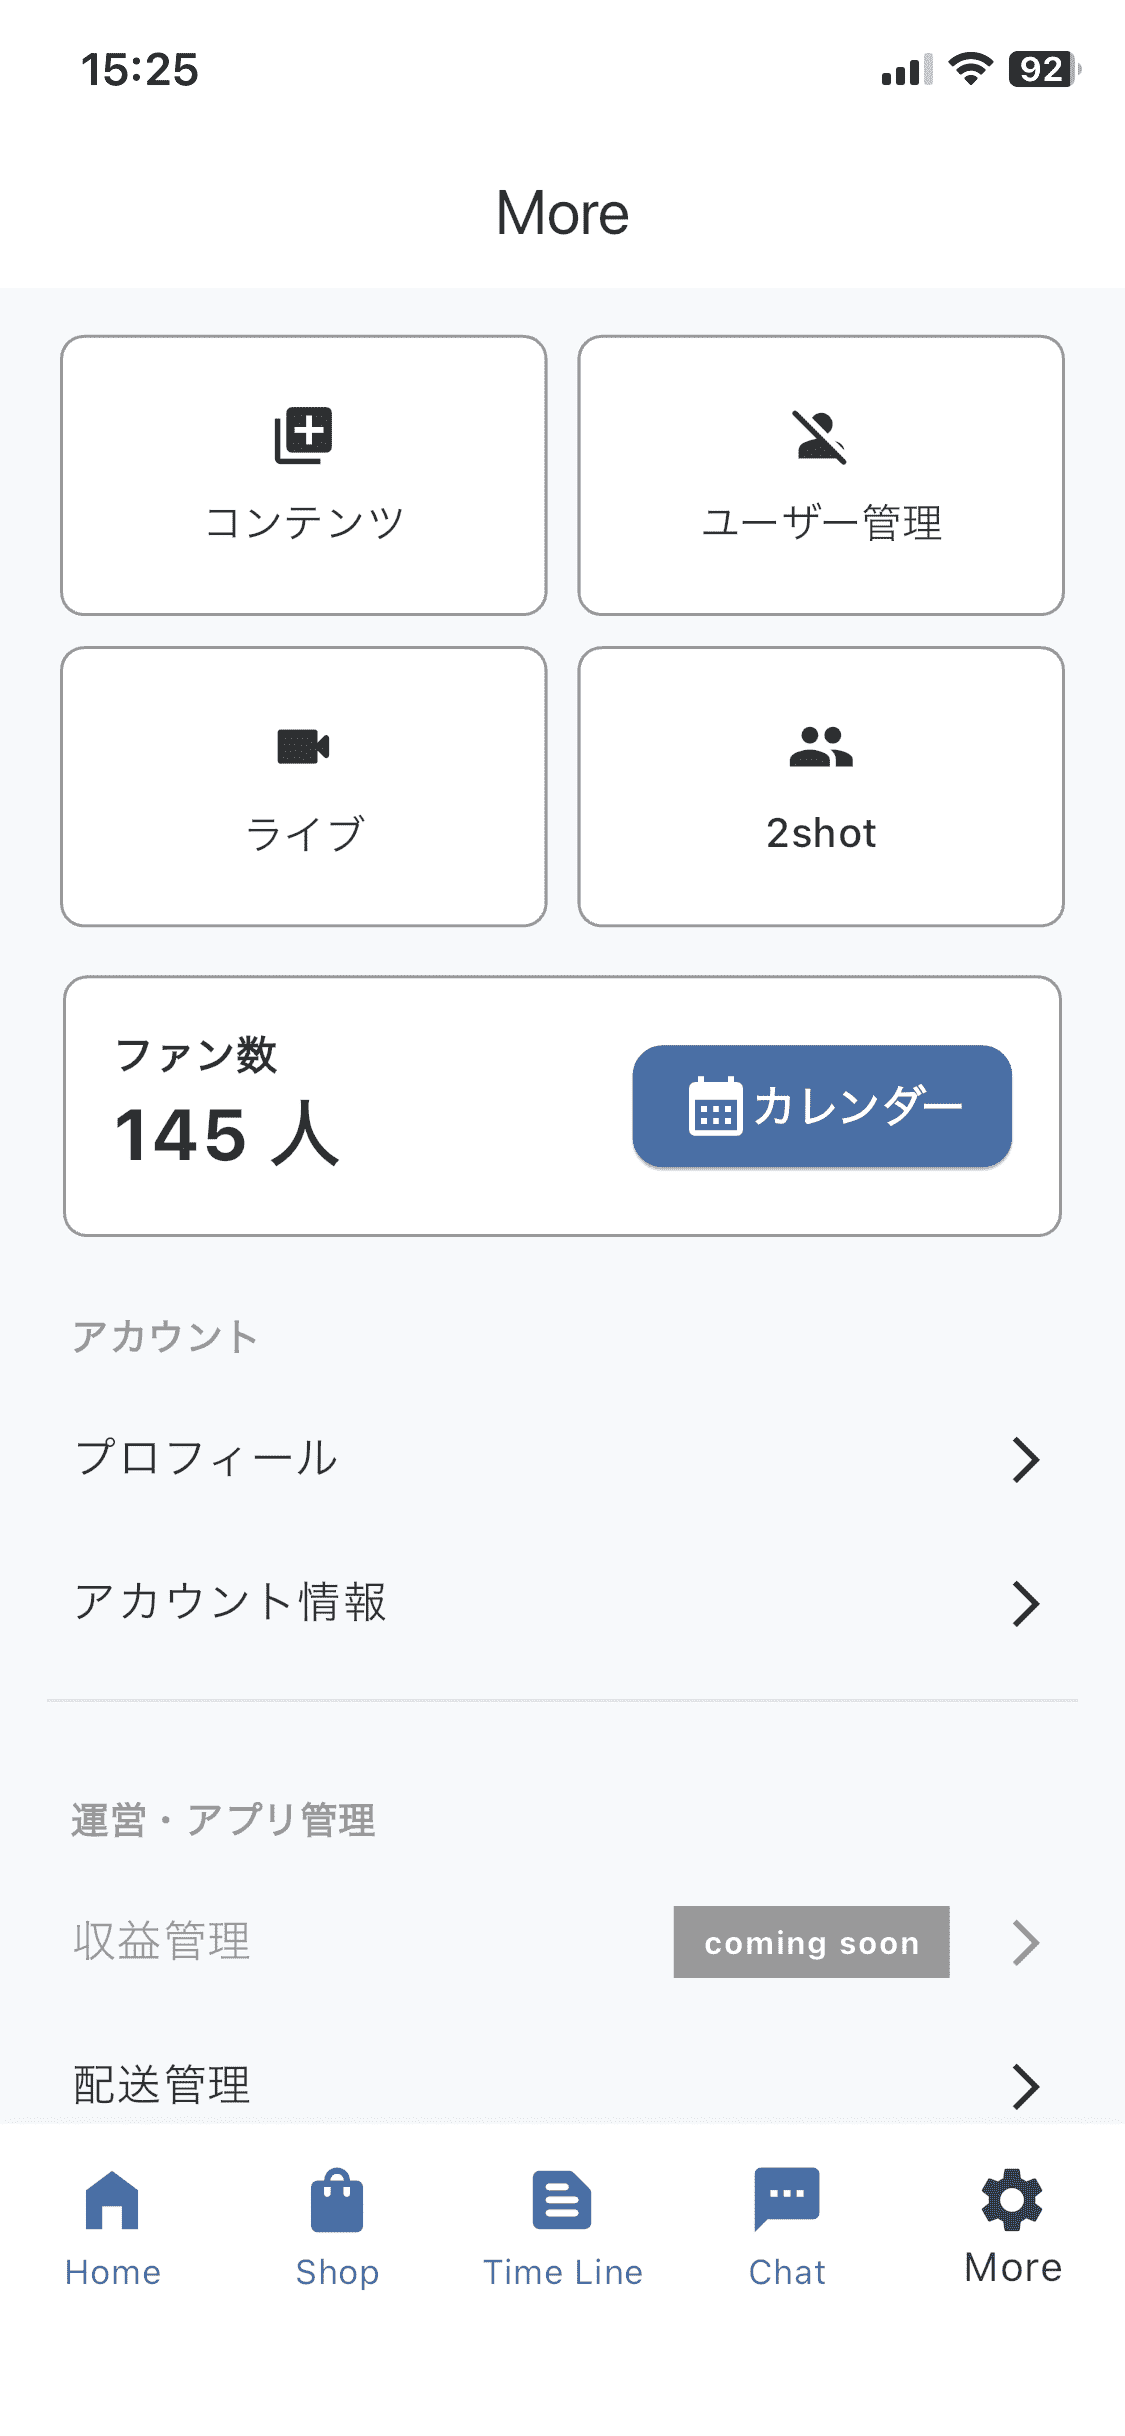 15:25
92
More
コンテンツ
ユーザー管理
ライブ
2shot
ファン数
145 人
カレンダー
アカウント
プロフィール
アカウント情報
運営・アプリ管理
収益管理
coming soon
配送管理
Home
Shop
Time Line
Chat
More